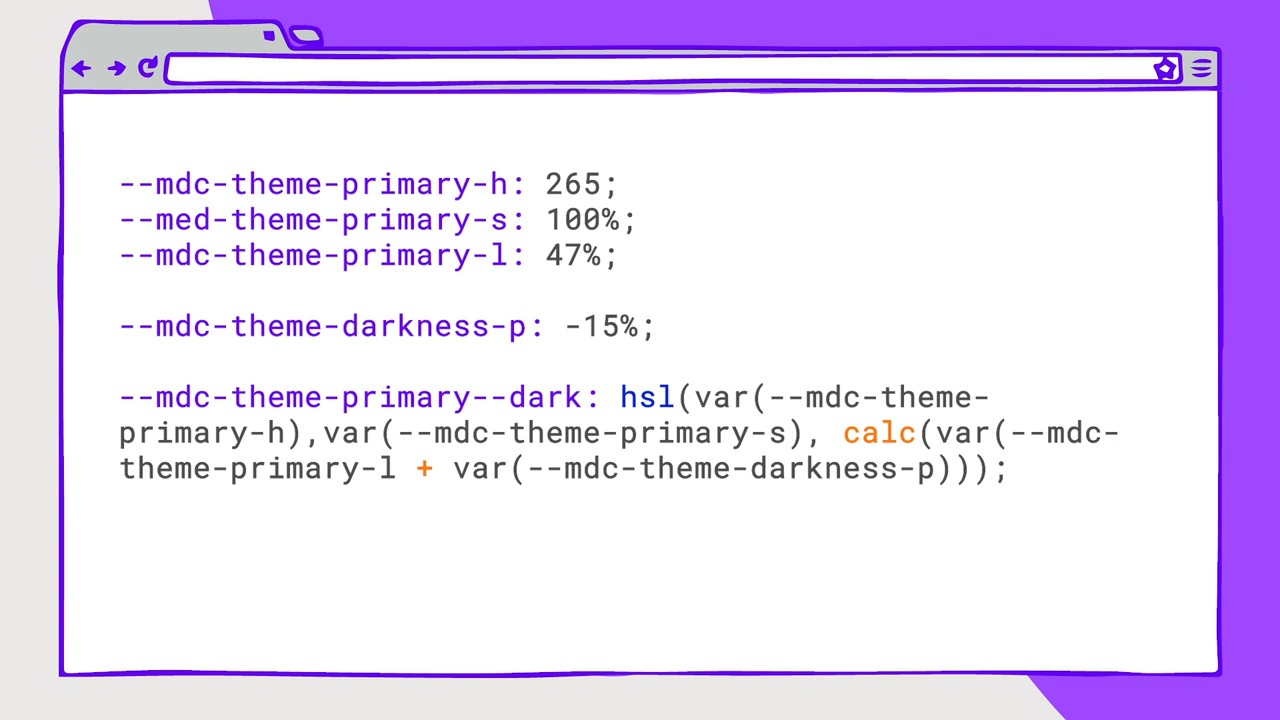 --mdc-theme-primary-h: 265;
--med-theme-primary-s: 100%;
--mdc-theme-primary-l: 47%;
--mdc-theme-darkness-p: -15%;
--mdc-theme-primary--dark: hsl(var(--mdc-theme-
primary-h),var(--mdc-theme-primary-s), calc(var(--mdc-
theme-primary-l + var(--mdc-theme-darkness-p)));